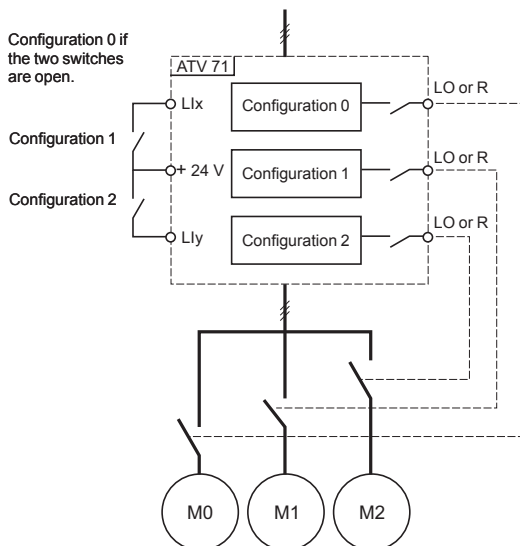 Configuration 0 if
the two switches
are open.
ATV 71
LIx
Configuration 0
LO or R
Configuration 1
+ 24 V
Configuration 1
LO or R
Configuration 2
LIy
Configuration 2
LO or R
M0
M1
M2